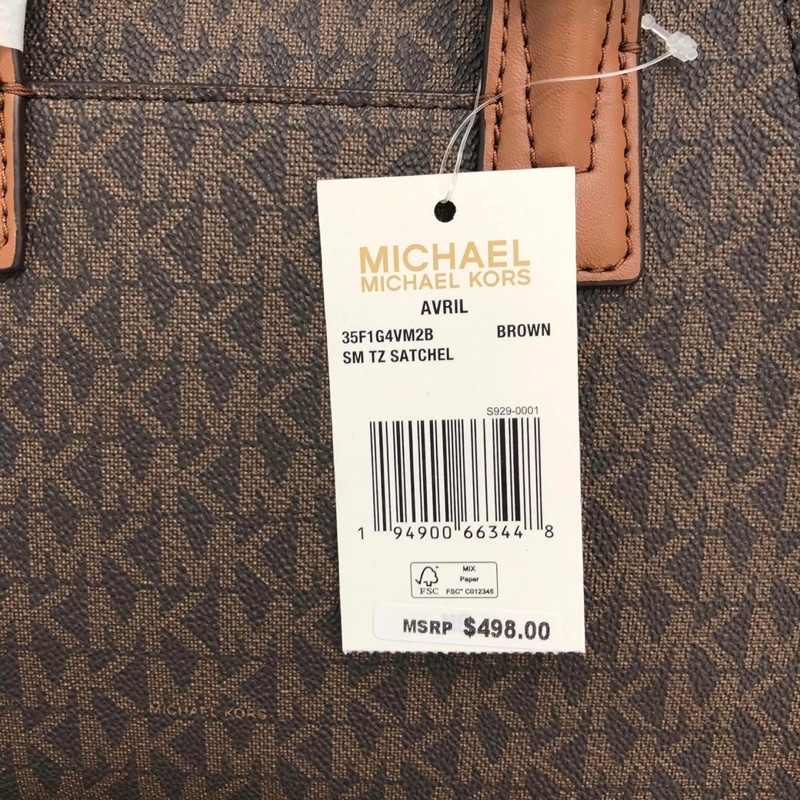 MICHAEL
MICHAEL KORS
AVRIL
35F1G4VM2B BROWN
SM TZ SATCHEL
S929-0001
1 94900 66344 8
MIX
Paper
FSC FSC® C012345
MSRP $498.00
MICHAEL KORS